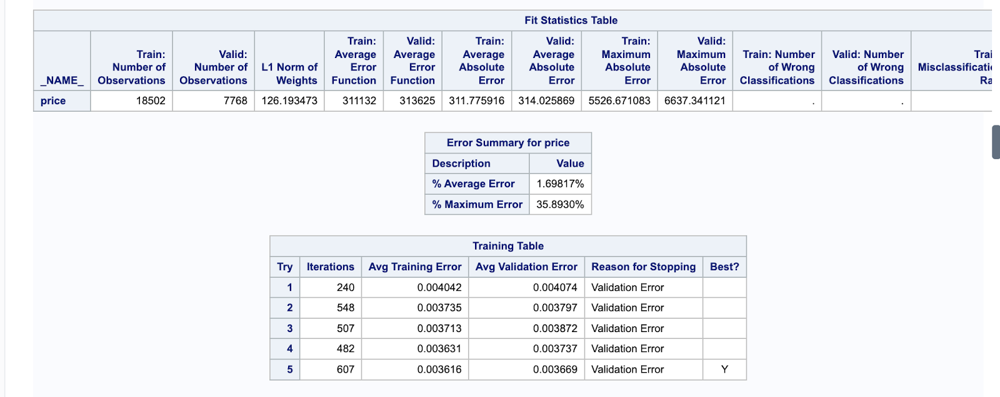 Fit Statistics Table
_NAME_ Train: Number of Observations Valid: Number of Observations L1 Norm of Weights Train: Average Error Function Valid: Average Error Function Train: Average Absolute Error Valid: Average Absolute Error Train: Maximum Absolute Error Valid: Maximum Absolute Error Train: Number of Wrong Classifications Valid: Number of Wrong Classifications
price 18502 7768 126.193473 311132 313625 311.775916 314.025869 5526.671083 6637.341121 . .
Error Summary for price
Description Value
% Average Error 1.69817%
% Maximum Error 35.8930%
Training Table
Try Iterations Avg Training Error Avg Validation Error Reason for Stopping Best?
1 240 0.004042 0.004074 Validation Error
2 548 0.003735 0.003797 Validation Error
3 507 0.003713 0.003872 Validation Error
4 482 0.003631 0.003737 Validation Error
5 607 0.003616 0.003669 Validation Error Y